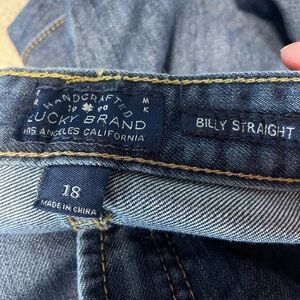 HANDCRAFTED
19 90
M
K
LUCKY BRAND
LOS ANGELES CALIFORNIA
BILLY STRAIGHT
18
MADE IN CHINA